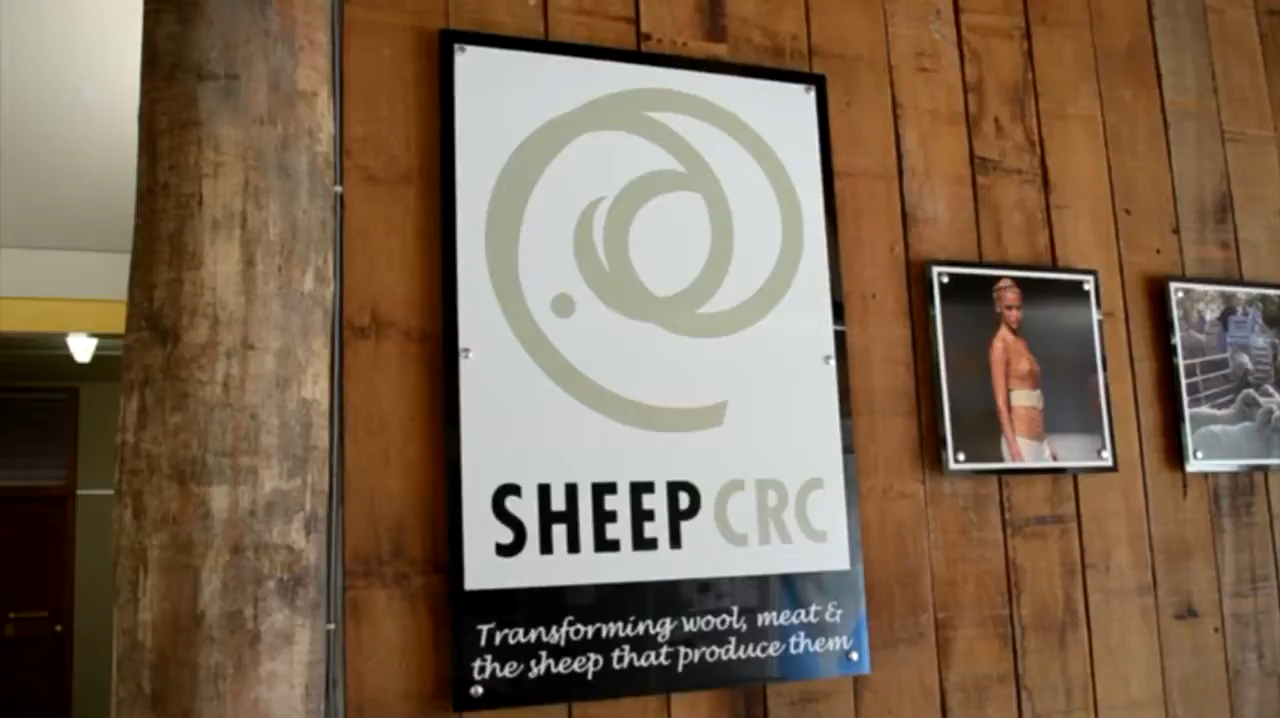 SHEEP CRC
Transforming wool, meat &
the sheep that produce them